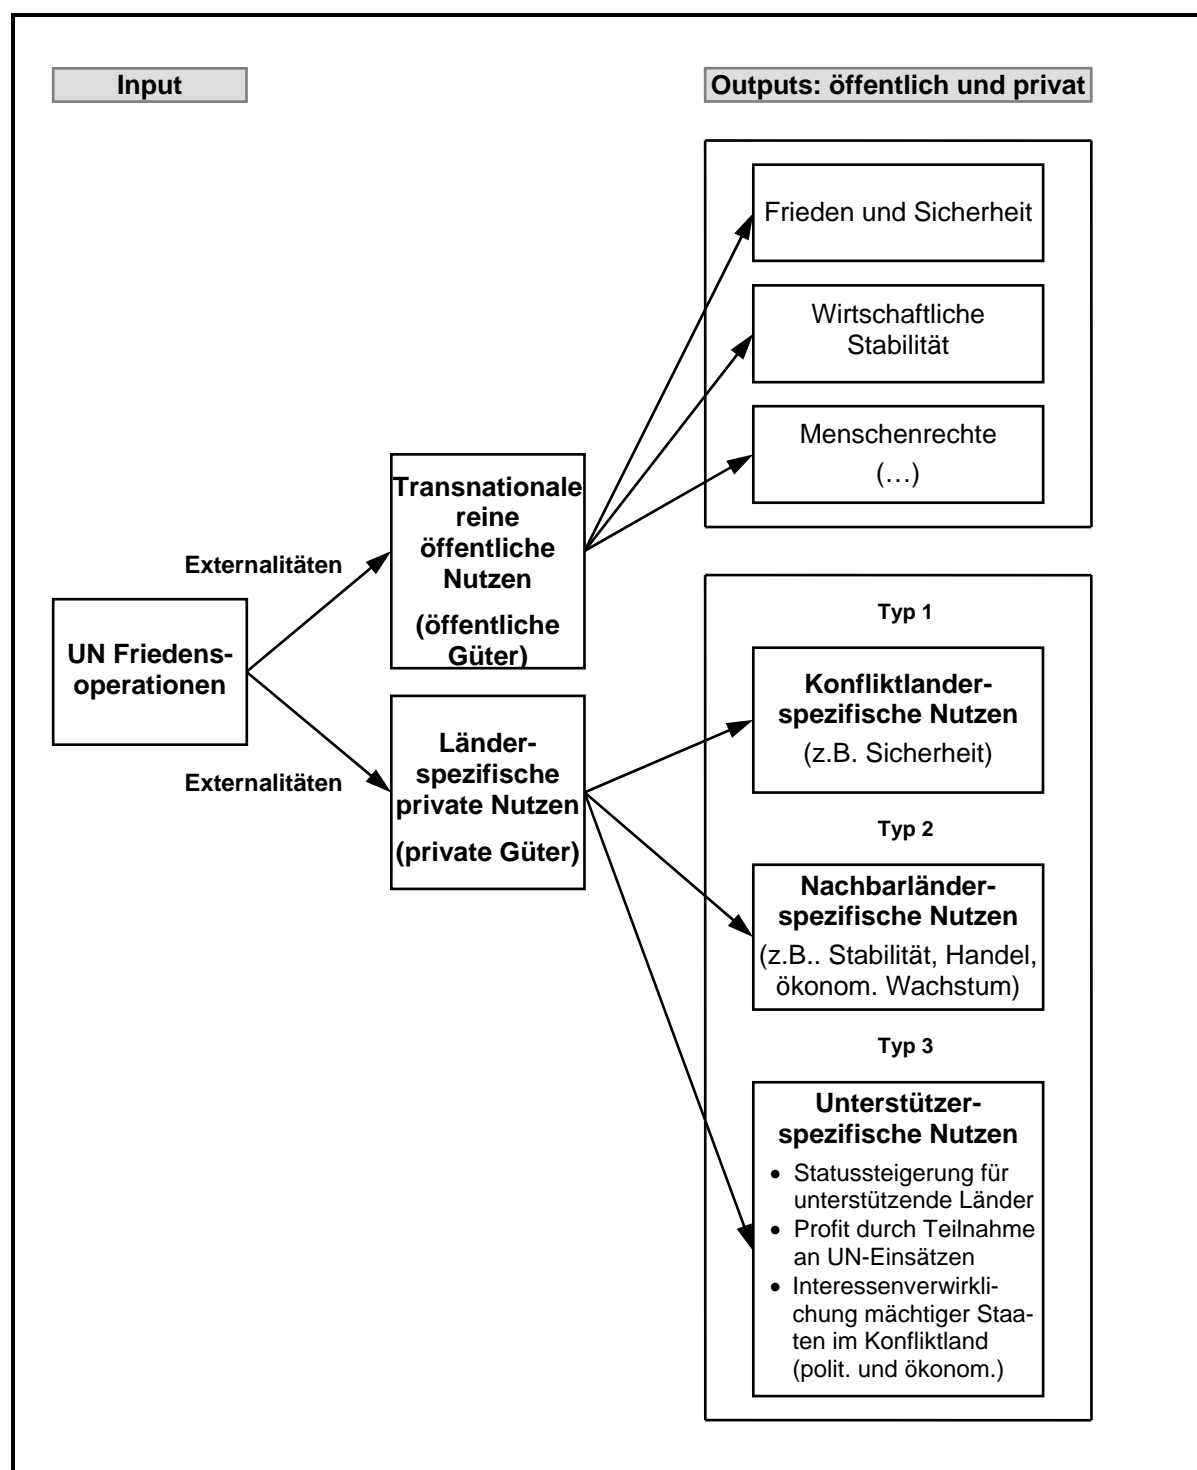 Input
Outputs: öffentlich und privat
Frieden und Sicherheit
Wirtschaftliche
Stabilität
Menschenrechte
(…)
Transnationale
reine
öffentliche
Nutzen
(öffentliche
Güter)
Externalitäten
UN Friedens-
operationen
Externalitäten
Länder-
spezifische
private Nutzen
(private Güter)
Typ 1
Konfliktlander-
spezifische Nutzen
(z.B. Sicherheit)
Typ 2
Nachbarländer-
spezifische Nutzen
(z.B.. Stabilität, Handel,
ökonom. Wachstum)
Typ 3
Unterstützer-
spezifische Nutzen
• Statussteigerung für
unterstützende Länder
• Profit durch Teilnahme
an UN-Einsätzen
• Interessenverwirkli-
chung mächtiger Staa-
ten im Konfliktland
(polit. und ökonom.)